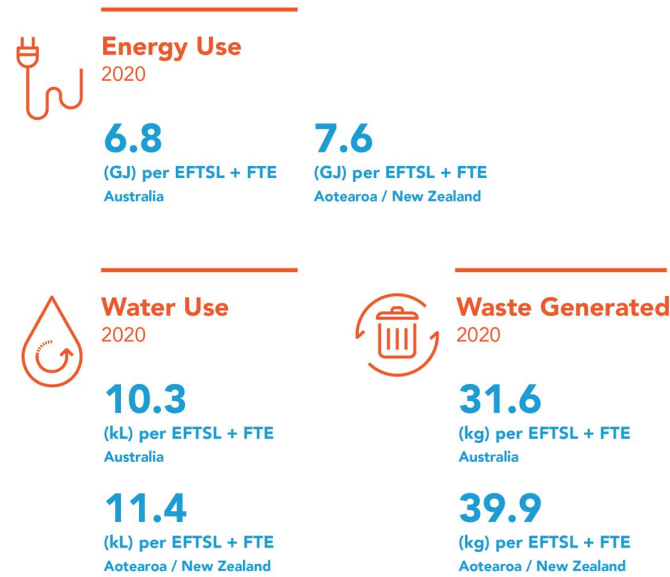 Energy Use
2020
6.8
(GJ) per EFTSL + FTE
Australia
7.6
(GJ) per EFTSL + FTE
Aotearoa / New Zealand
Water Use
2020
10.3
(kL) per EFTSL + FTE
Australia
11.4
(kL) per EFTSL + FTE
Aotearoa / New Zealand
Waste Generated
2020
31.6
(kg) per EFTSL + FTE
Australia
39.9
(kg) per EFTSL + FTE
Aotearoa / New Zealand